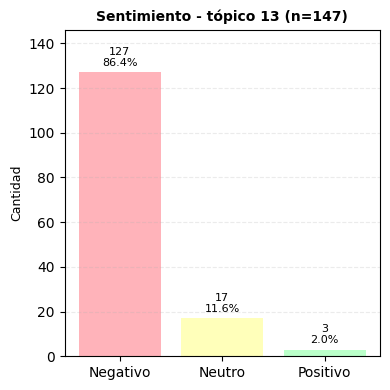 Sentimiento - tópico 13 (n=147)
Cantidad
140
120
100
80
60
40
20
0
127
86.4%
17
11.6%
3
2.0%
Negativo
Neutro
Positivo